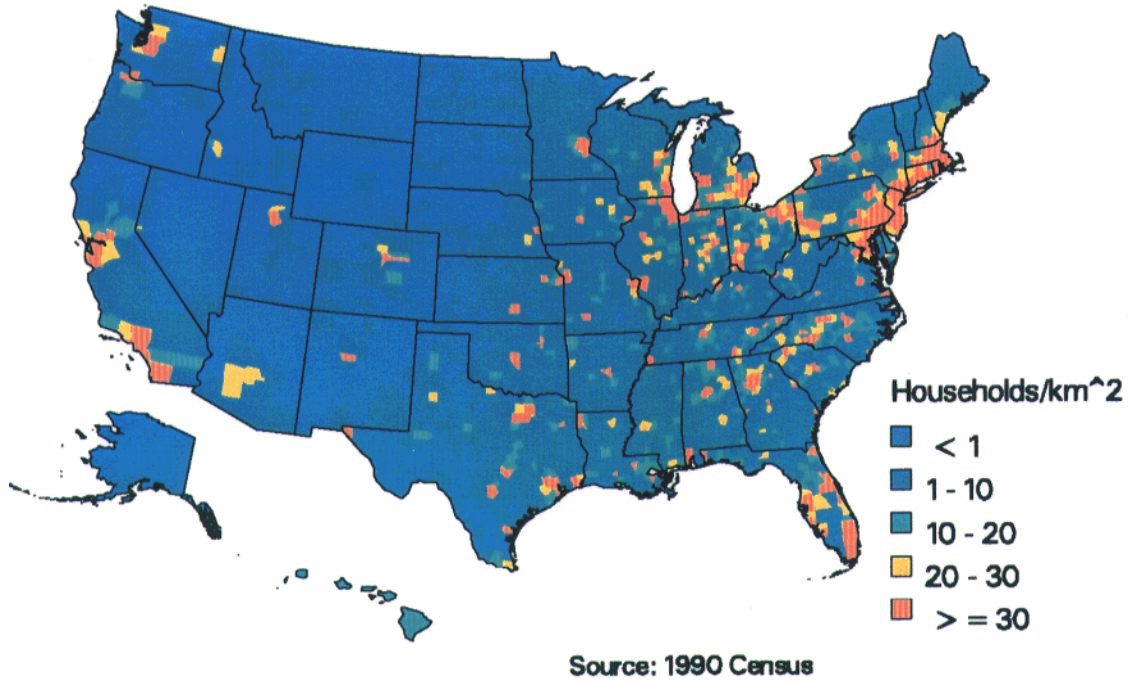 Households/km^2
< 1
1 - 10
10 - 20
20 - 30
> = 30
Source: 1990 Census